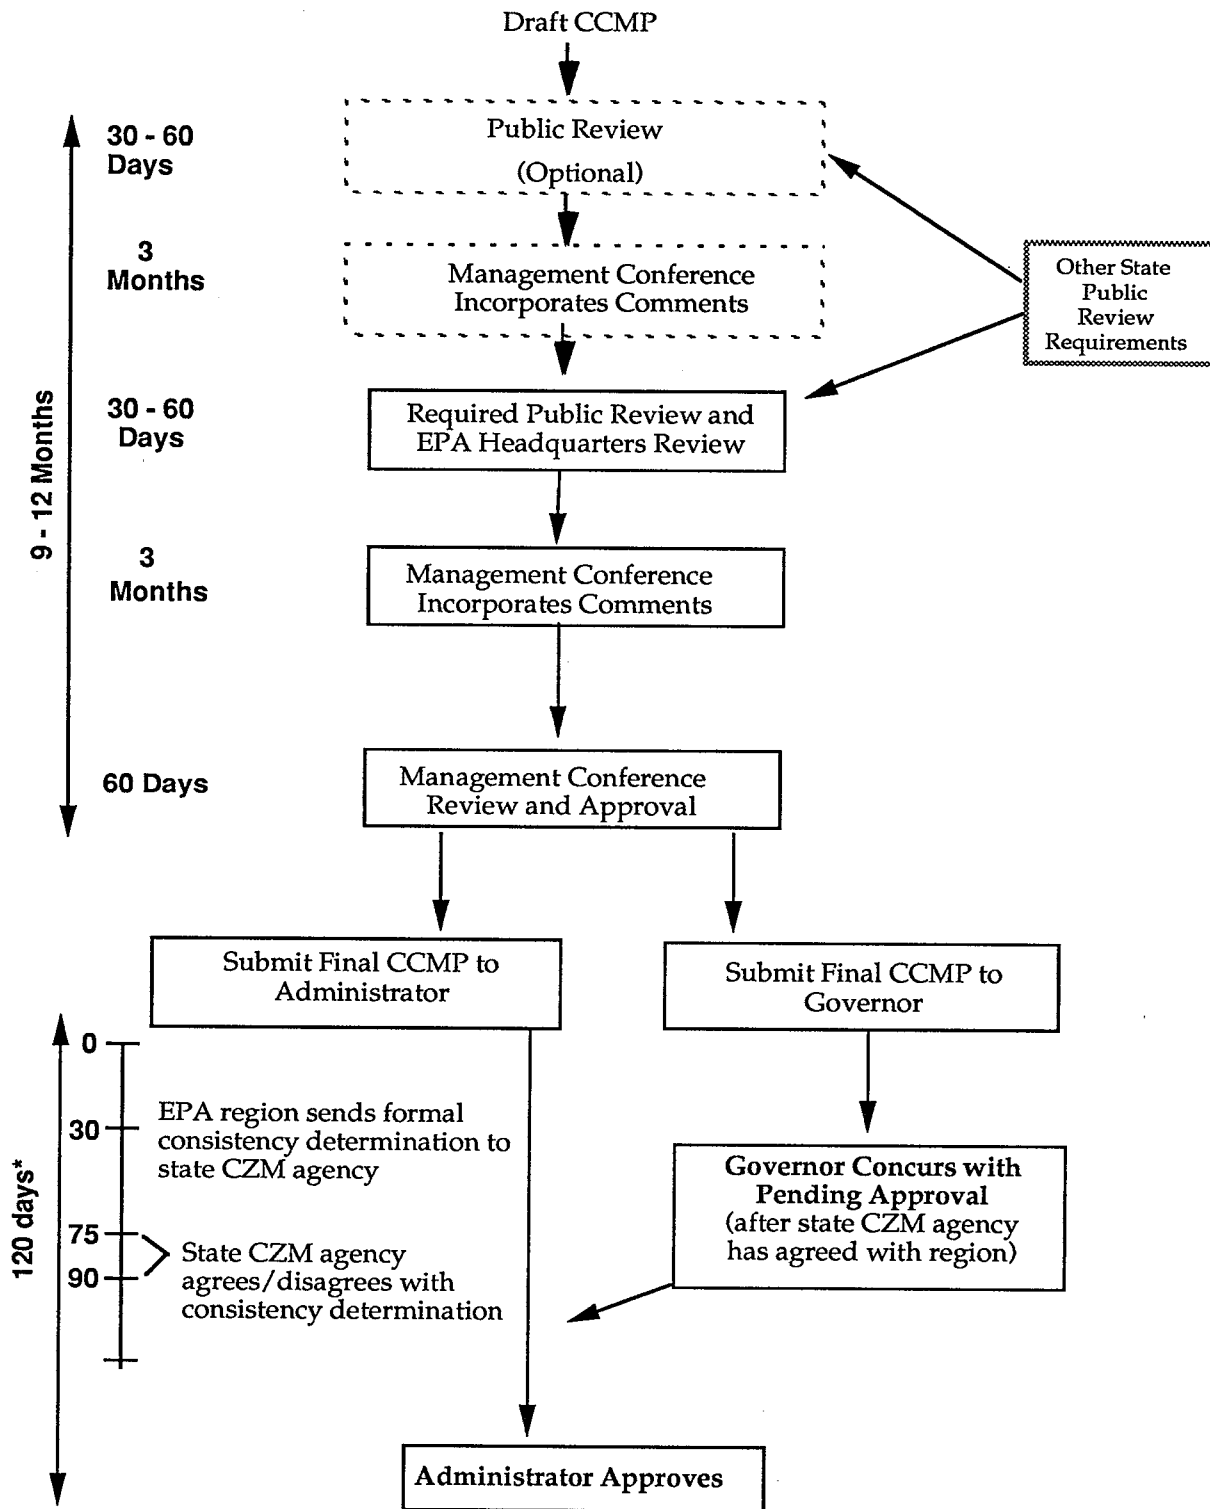 Draft CCMP
30 - 60
Days
Public Review
(Optional)
3
Months
Management Conference
Incorporates Comments
Other State
Public
Review
Requirements
9 - 12 Months
30 - 60
Days
Required Public Review and
EPA Headquarters Review
3
Months
Management Conference
Incorporates Comments
60 Days
Management Conference
Review and Approval
Submit Final CCMP to
Administrator
Submit Final CCMP to
Governor
120 days*
0
30
75
90
EPA region sends formal
consistency determination to
state CZM agency
State CZM agency
agrees/disagrees with
consistency determination
Governor Concurs with
Pending Approval
(after state CZM agency
has agreed with region)
Administrator Approves